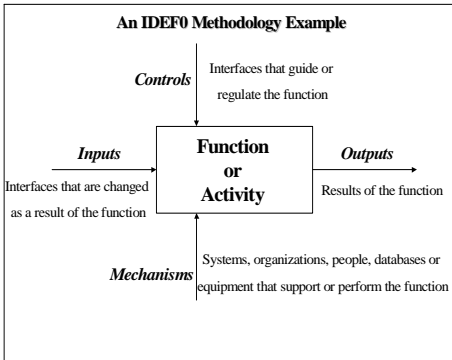 An IDEF0 Methodology Example
Controls
Interfaces that guide or
regulate the function
Inputs
Interfaces that are changed
as a result of the function
Function
or
Activity
Outputs
Results of the function
Mechanisms
Systems, organizations, people, databases or
equipment that support or perform the function